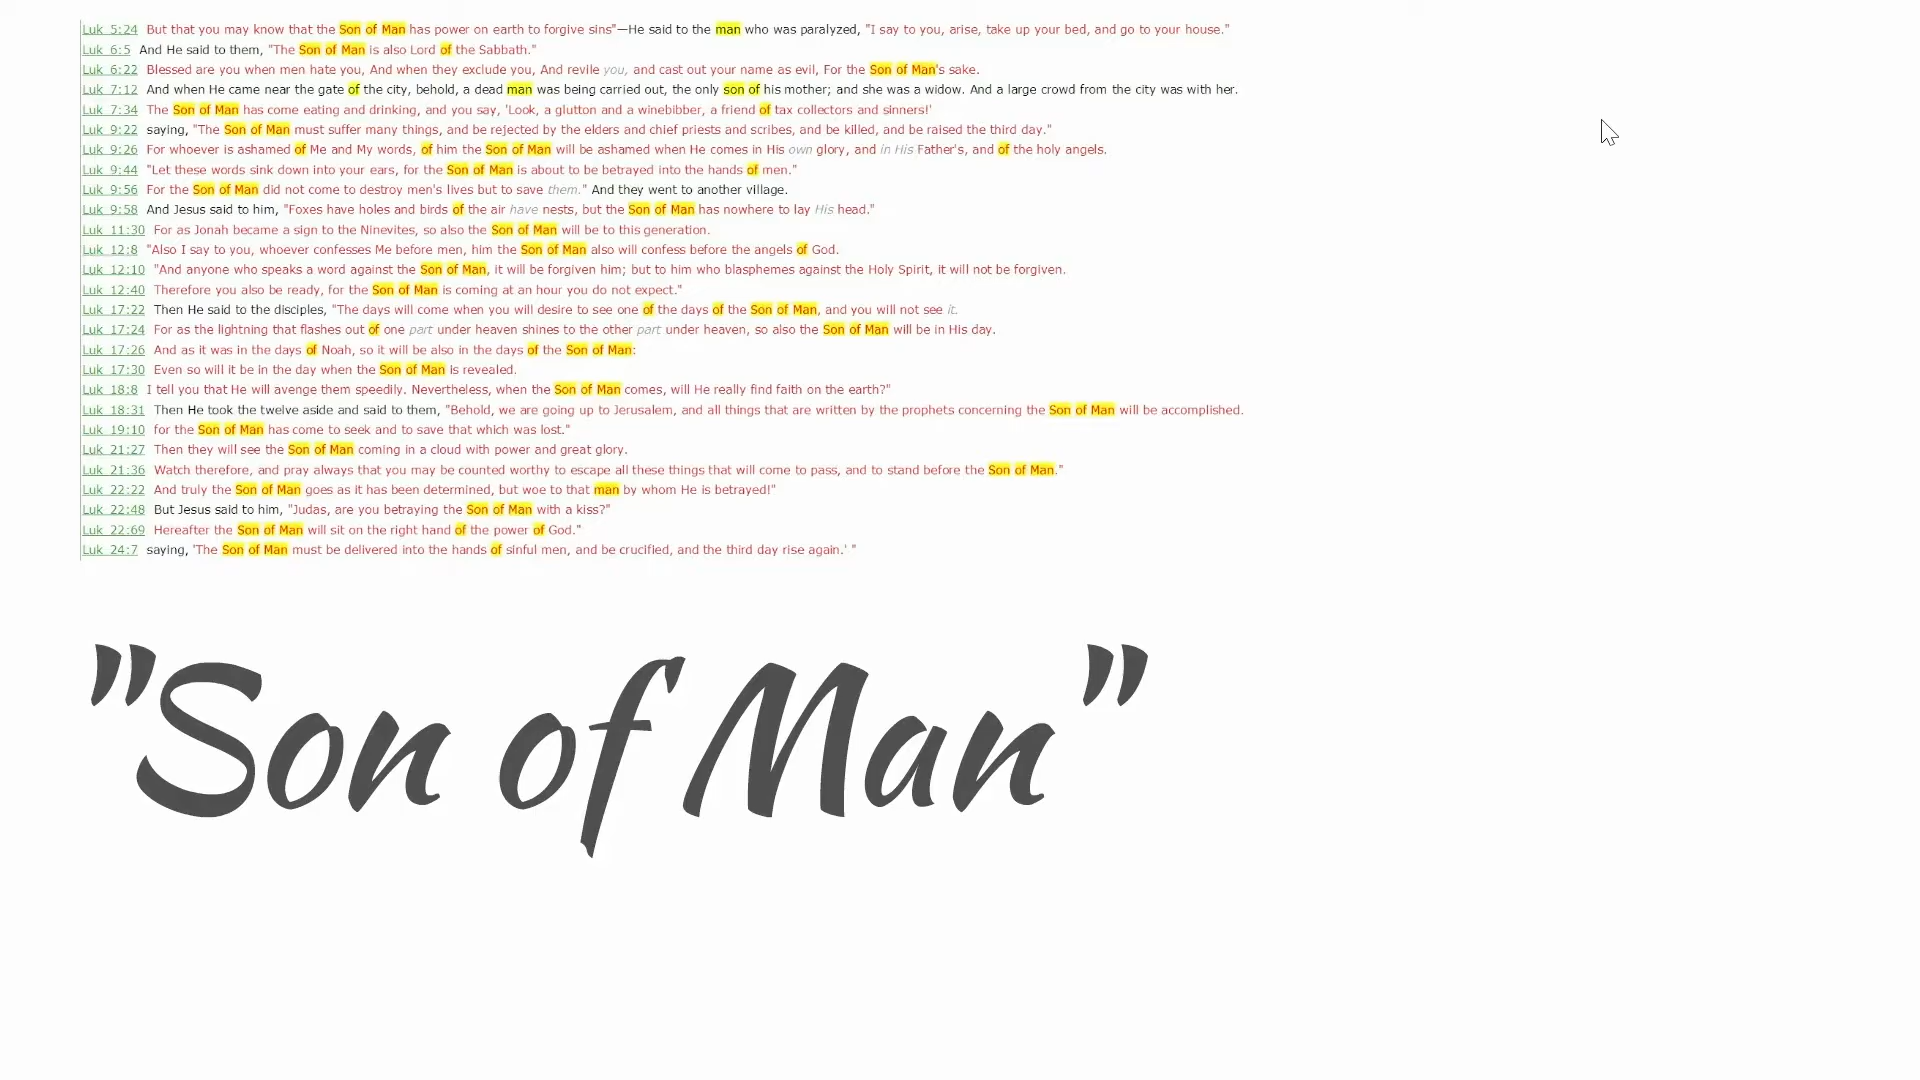 Luk 5:24 But that you may know that the Son of Man has power on earth to forgive sins"—He said to the man who was paralyzed, "I say to you, arise, take up your bed, and go to your house."
Luk 6:5 And He said to them, "The Son of Man is also Lord of the Sabbath."
Luk 6:22 Blessed are you when men hate you, And when they exclude you, And revile you, and cast out your name as evil, For the Son of Man's sake.
Luk 7:12 And when He came near the gate of the city, behold, a dead man was being carried out, the only son of his mother; and she was a widow. And a large crowd from the city was with her.
Luk 7:34 The Son of Man has come eating and drinking, and you say, 'Look, a glutton and a winebibber, a friend of tax collectors and sinners!'
Luk 9:22 saying, "The Son of Man must suffer many things, and be rejected by the elders and chief priests and scribes, and be killed, and be raised the third day."
Luk 9:26 For whoever is ashamed of Me and My words, of him the Son of Man will be ashamed when He comes in His own glory, and in His Father's, and of the holy angels.
Luk 9:44 "Let these words sink down into your ears, for the Son of Man is about to be betrayed into the hands of men."
Luk 9:56 For the Son of Man did not come to destroy men's lives but to save them." And they went to another village.
Luk 9:58 And Jesus said to him, "Foxes have holes and birds of the air have nests, but the Son of Man has nowhere to lay His head."
Luk 11:30 For as Jonah became a sign to the Ninevites, so also the Son of Man will be to this generation.
Luk 12:8 "Also I say to you, whoever confesses Me before men, him the Son of Man also will confess before the angels of God.
Luk 12:10 "And anyone who speaks a word against the Son of Man, it will be forgiven him; but to him who blasphemes against the Holy Spirit, it will not be forgiven.
Luk 12:40 Therefore you also be ready, for the Son of Man is coming at an hour you do not expect."
Luk 17:22 Then He said to the disciples, "The days will come when you will desire to see one of the days of the Son of Man, and you will not see it.
Luk 17:24 For as the lightning that flashes out of one part under heaven shines to the other part under heaven, so also the Son of Man will be in His day.
Luk 17:26 And as it was in the days of Noah, so it will be also in the days of the Son of Man:
Luk 17:30 Even so will it be in the day when the Son of Man is revealed.
Luk 18:8 I tell you that He will avenge them speedily. Nevertheless, when the Son of Man comes, will He really find faith on the earth?"
Luk 18:31 Then He took the twelve aside and said to them, "Behold, we are going up to Jerusalem, and all things that are written by the prophets concerning the Son of Man will be accomplished.
Luk 19:10 for the Son of Man has come to seek and to save that which was lost."
Luk 21:27 Then they will see the Son of Man coming in a cloud with power and great glory.
Luk 21:36 Watch therefore, and pray always that you may be counted worthy to escape all these things that will come to pass, and to stand before the Son of Man."
Luk 22:22 And truly the Son of Man goes as it has been determined, but woe to that man by whom He is betrayed!"
Luk 22:48 But Jesus said to him, "Judas, are you betraying the Son of Man with a kiss?"
Luk 22:69 Hereafter the Son of Man will sit on the right hand of the power of God."
Luk 24:7 saying, 'The Son of Man must be delivered into the hands of sinful men, and be crucified, and the third day rise again.' "
"Son of Man"